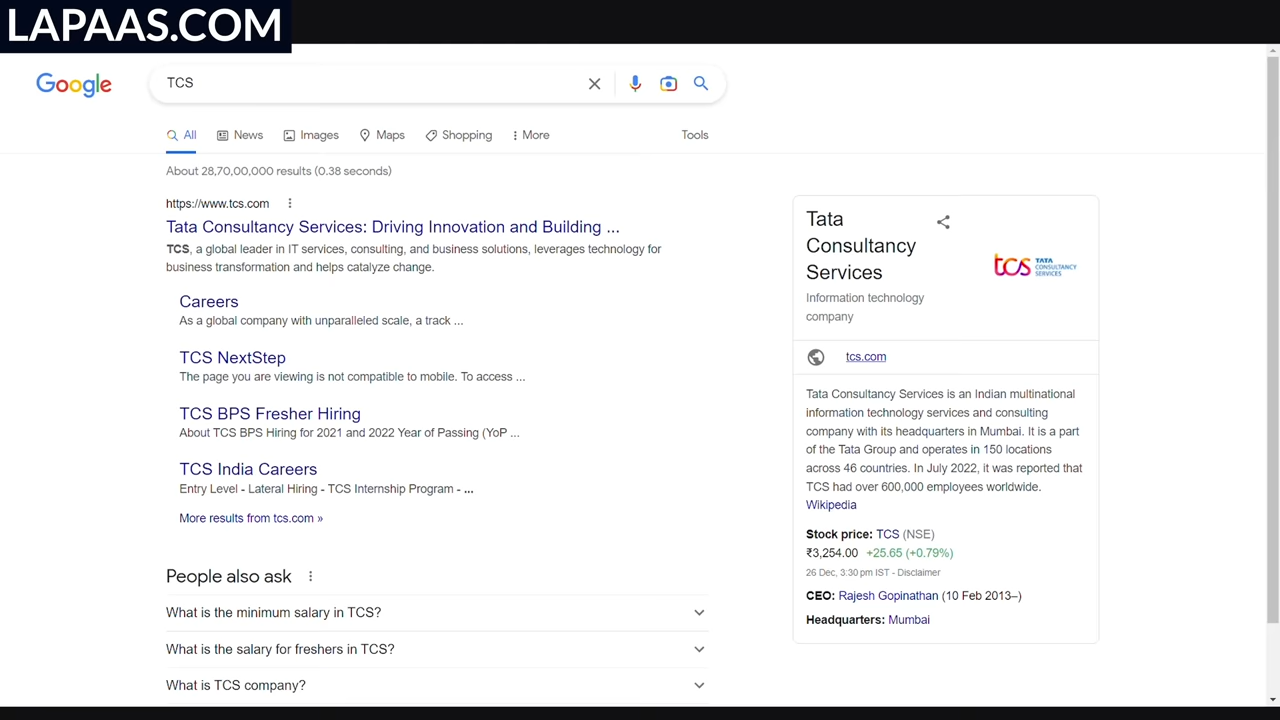 LAPAAS.COM
Google
TCS
All
News
Images
Maps
Shopping
More
Tools
About 28,70,00,000 results (0.38 seconds)
https://www.tcs.com
Tata Consultancy Services: Driving Innovation and Building ...
TCS, a global leader in IT services, consulting, and business solutions, leverages technology for
business transformation and helps catalyze change.
Careers
As a global company with unparalleled scale, a track ...
TCS NextStep
The page you are viewing is not compatible to mobile. To access ...
TCS BPS Fresher Hiring
About TCS BPS Hiring for 2021 and 2022 Year of Passing (YoP ...
TCS India Careers
Entry Level - Lateral Hiring - TCS Internship Program - ...
More results from tcs.com »
People also ask
What is the minimum salary in TCS?
What is the salary for freshers in TCS?
What is TCS company?
Tata
Consultancy
Services
Information technology
company
tcs TATA
CONSULTANCY
SERVICES
tcs.com
Tata Consultancy Services is an Indian multinational
information technology services and consulting
company with its headquarters in Mumbai. It is a part
of the Tata Group and operates in 150 locations
across 46 countries. In July 2022, it was reported that
TCS had over 600,000 employees worldwide.
Wikipedia
Stock price: TCS (NSE)
₹3,254.00 +25.65 (+0.79%)
26 Dec, 3:30 pm IST - Disclaimer
CEO: Rajesh Gopinathan (10 Feb 2013–)
Headquarters: Mumbai